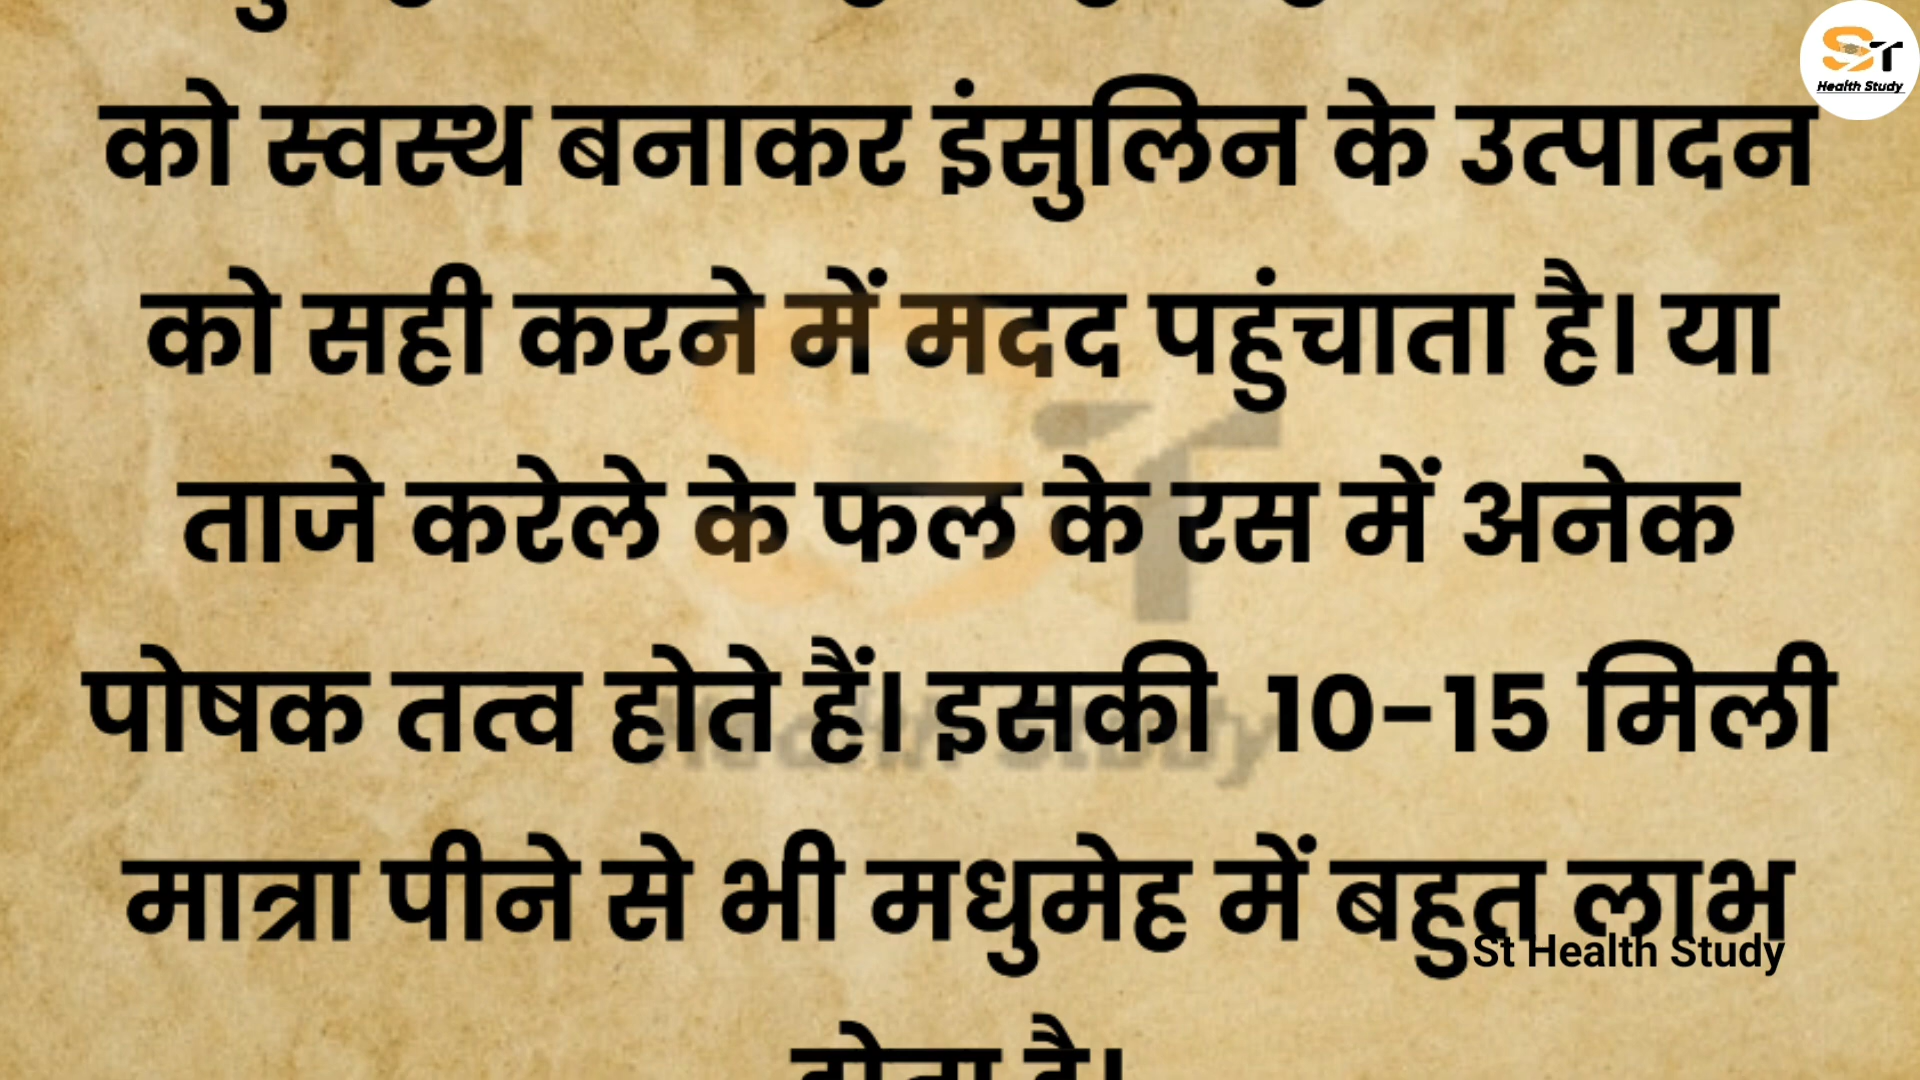 ST
Health Study
को स्वस्थ बनाकर इंसुलिन के उत्पादन
को सही करने में मदद पहुंचाता है। या
ताजे करेले के फल के रस में अनेक
पोषक तत्व होते हैं। इसकी 10-15 मिली
मात्रा पीने से भी मधुमेह में बहुत लाभ
St Health Study
होता है।